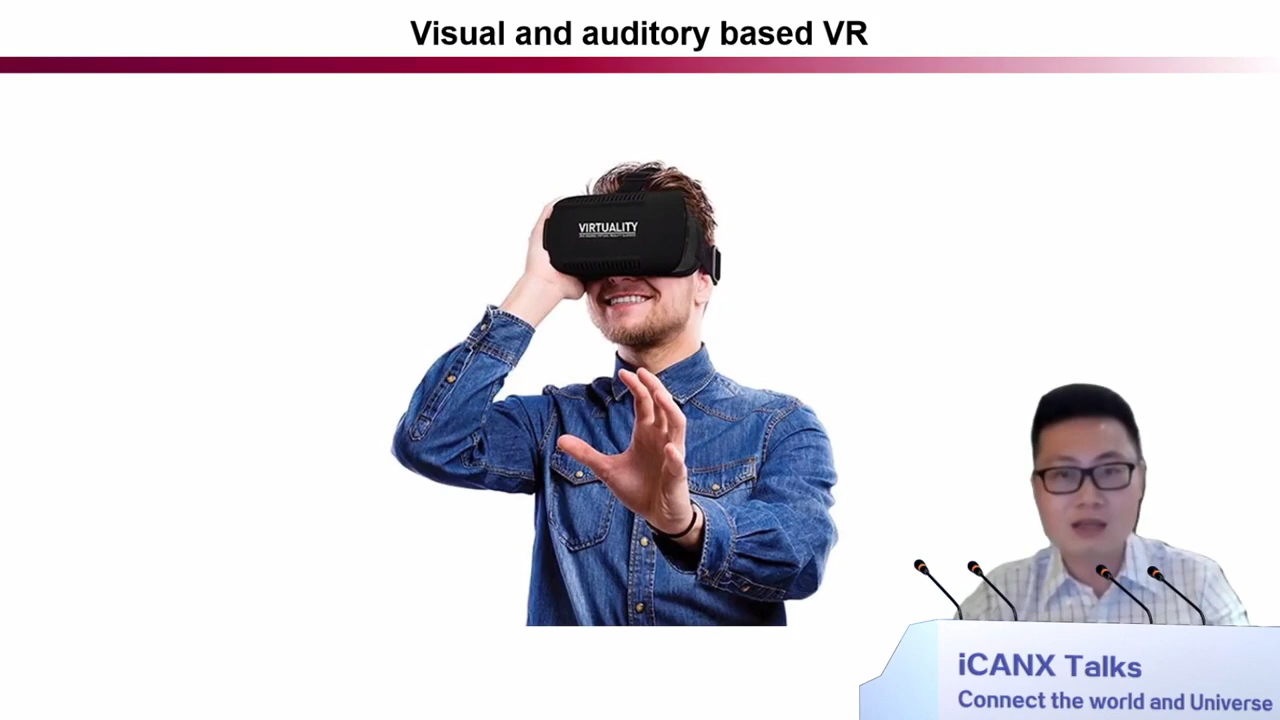 Visual and auditory based VR
VIRTUALITY
iCANX Talks
Connect the world and Universe